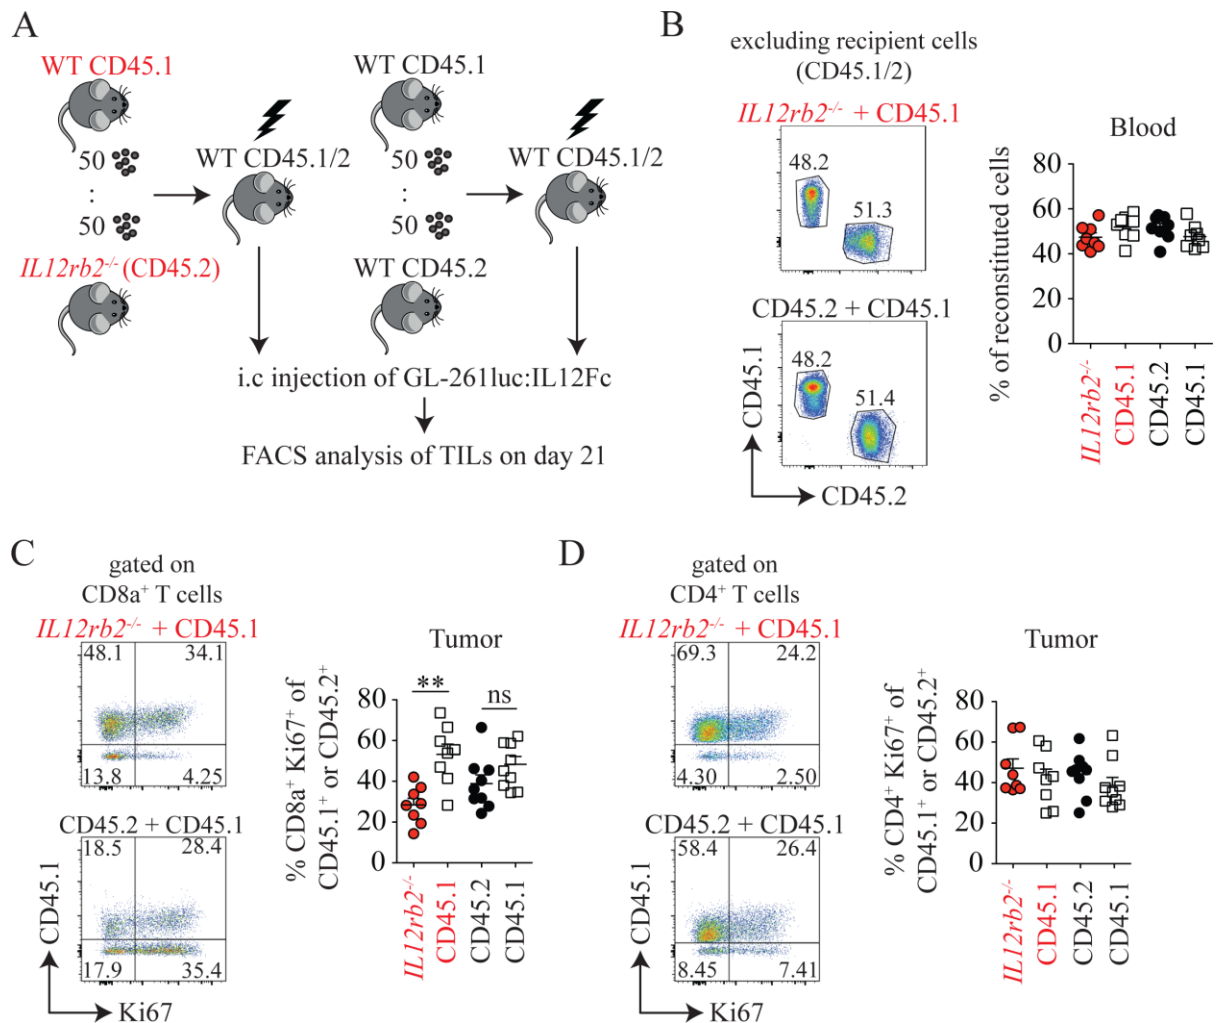 A
WT CD45.1
50
:
50
IL12rb2-/- (CD45.2)
WT CD45.1/2
WT CD45.1
50
:
50
WT CD45.2
WT CD45.1/2
i.c injection of GL-261luc:IL12Fc
FACS analysis of TILs on day 21
B
excluding recipient cells
(CD45.1/2)
IL12rb2-/- + CD45.1
48.2
51.3
CD45.2 + CD45.1
48.2
51.4
CD45.1
CD45.2
Blood
% of reconstituted cells
80
60
40
20
0
IL12rb2-/-
CD45.1
CD45.2
CD45.1
C
gated on
CD8a+ T cells
IL12rb2-/- + CD45.1
48.1 34.1
13.8 4.25
CD45.2 + CD45.1
18.5 28.4
17.9 35.4
CD45.1
Ki67
Tumor
% CD8a+ Ki67+ of
CD45.1+ or CD45.2+
80
60
40
20
0
**
ns
IL12rb2-/-
CD45.1
CD45.2
CD45.1
D
gated on
CD4+ T cells
IL12rb2-/- + CD45.1
69.3 24.2
4.30 2.50
CD45.2 + CD45.1
58.4 26.4
8.45 7.41
CD45.1
Ki67
Tumor
% CD4+ Ki67+ of
CD45.1+ or CD45.2+
80
60
40
20
0
IL12rb2-/-
CD45.1
CD45.2
CD45.1